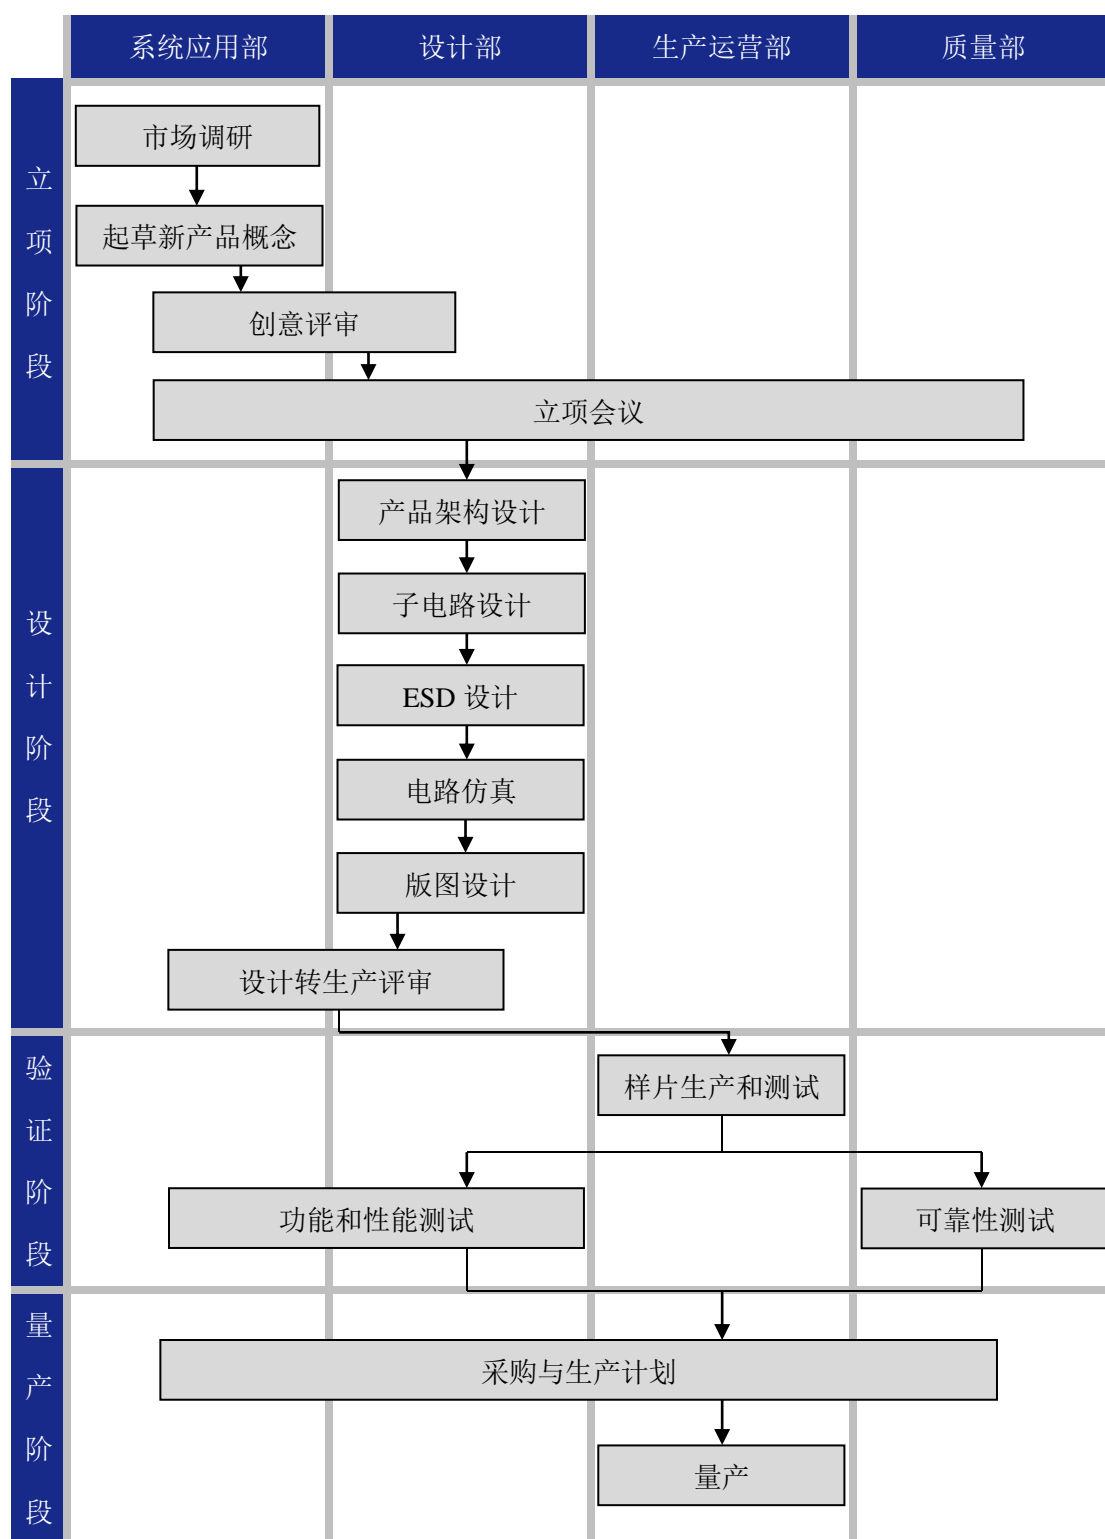 系统应用部
设计部
生产运营部
质量部
立项阶段
市场调研
起草新产品概念
创意评审
立项会议
设计阶段
产品架构设计
子电路设计
ESD 设计
电路仿真
版图设计
设计转生产评审
验证阶段
样片生产和测试
功能和性能测试
可靠性测试
量产阶段
采购与生产计划
量产